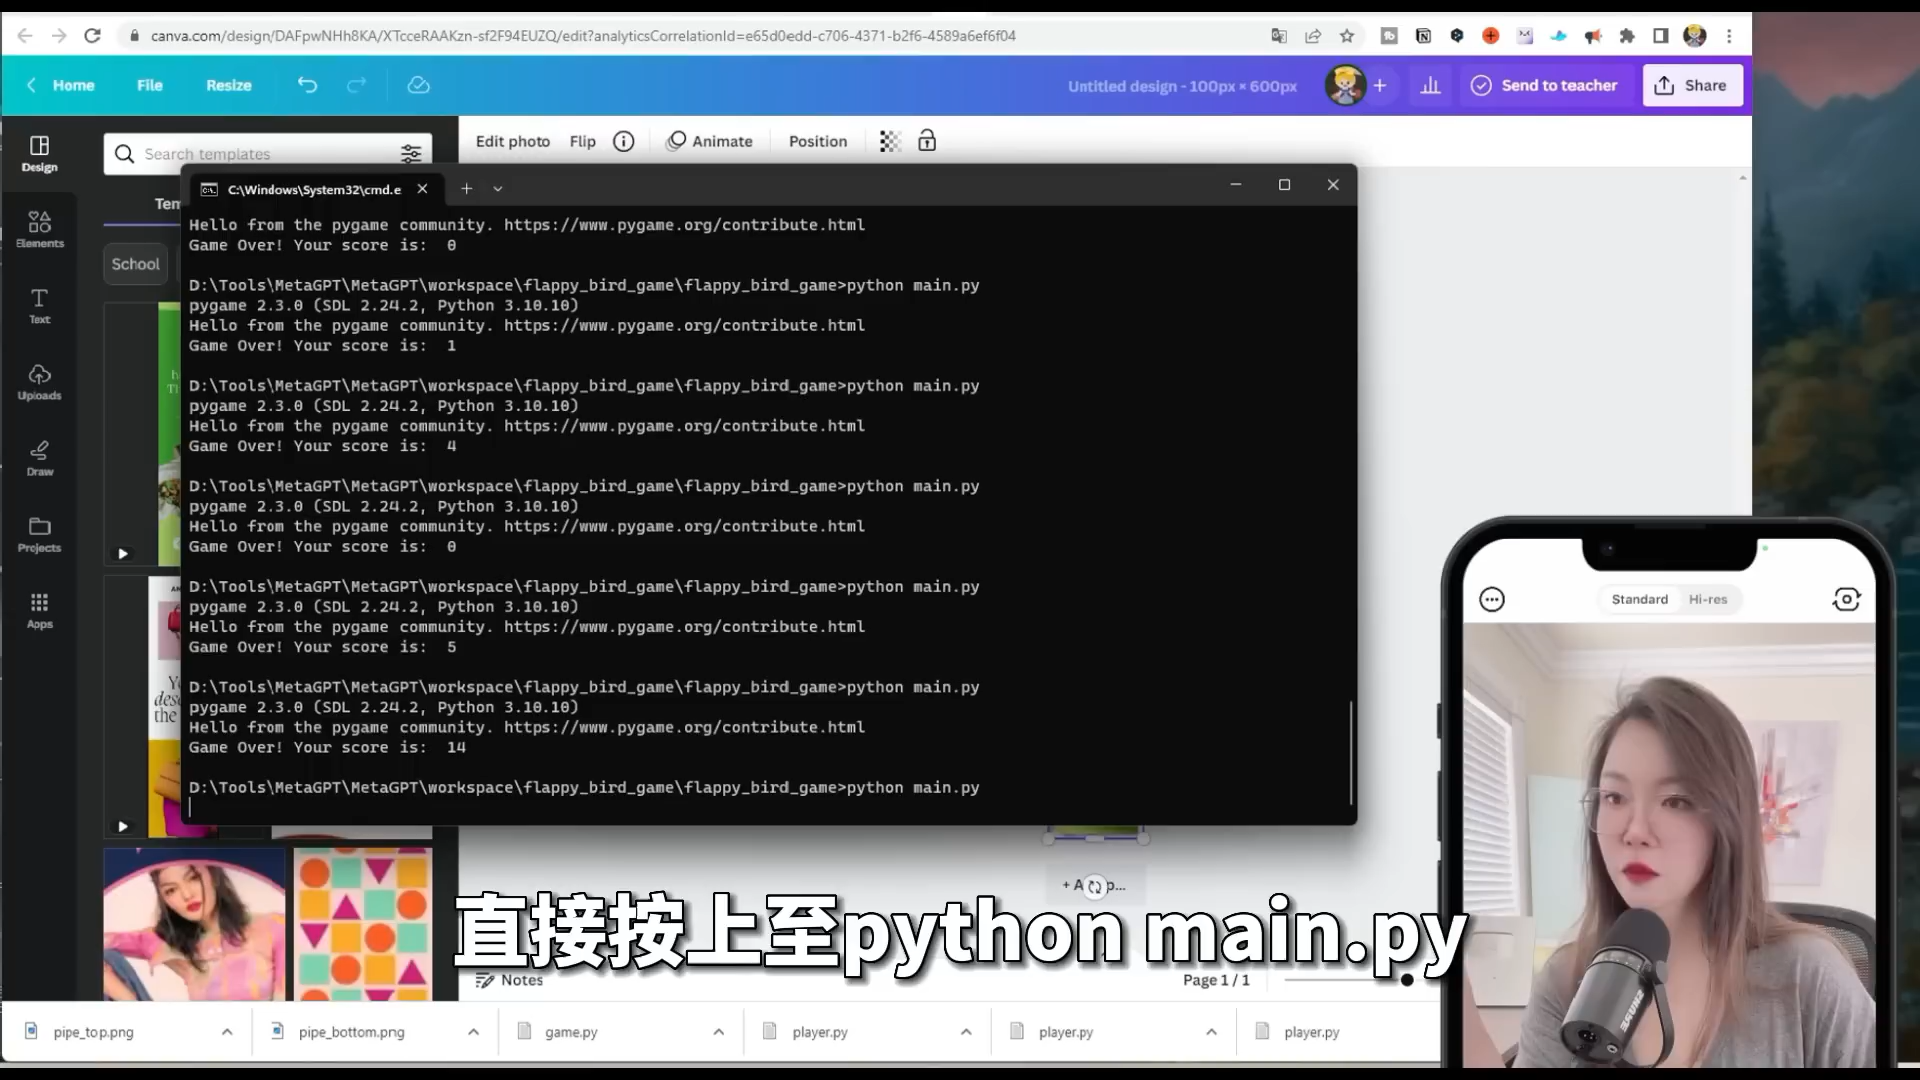 canva.com/design/DAFpwNHh8KA/XTcceRAAKzn-sf2F94EUZQ/edit?analyticsCorrelationId=e65d0edd-c706-4371-b2f6-4589a6ef6f04
Home File Resize Untitled design - 100px × 600px + Send to teacher Share
Edit photo Flip Animate Position
Design
Search templates
Elements
Text
Uploads
Draw
Projects
Apps
School
C:\Windows\System32\cmd.e
Hello from the pygame community. https://www.pygame.org/contribute.html
Game Over! Your score is: 0
D:\Tools\MetaGPT\MetaGPT\workspace\flappy_bird_game\flappy_bird_game>python main.py
pygame 2.3.0 (SDL 2.24.2, Python 3.10.10)
Hello from the pygame community. https://www.pygame.org/contribute.html
Game Over! Your score is: 1
D:\Tools\MetaGPT\MetaGPT\workspace\flappy_bird_game\flappy_bird_game>python main.py
pygame 2.3.0 (SDL 2.24.2, Python 3.10.10)
Hello from the pygame community. https://www.pygame.org/contribute.html
Game Over! Your score is: 4
D:\Tools\MetaGPT\MetaGPT\workspace\flappy_bird_game\flappy_bird_game>python main.py
pygame 2.3.0 (SDL 2.24.2, Python 3.10.10)
Hello from the pygame community. https://www.pygame.org/contribute.html
Game Over! Your score is: 0
D:\Tools\MetaGPT\MetaGPT\workspace\flappy_bird_game\flappy_bird_game>python main.py
pygame 2.3.0 (SDL 2.24.2, Python 3.10.10)
Hello from the pygame community. https://www.pygame.org/contribute.html
Game Over! Your score is: 5
D:\Tools\MetaGPT\MetaGPT\workspace\flappy_bird_game\flappy_bird_game>python main.py
pygame 2.3.0 (SDL 2.24.2, Python 3.10.10)
Hello from the pygame community. https://www.pygame.org/contribute.html
Game Over! Your score is: 14
D:\Tools\MetaGPT\MetaGPT\workspace\flappy_bird_game\flappy_bird_game>python main.py
Standard Hi-res
SHURE
直接按上至python main.py
Notes Page 1 / 1
pipe_top.png pipe_bottom.png game.py player.py player.py player.py